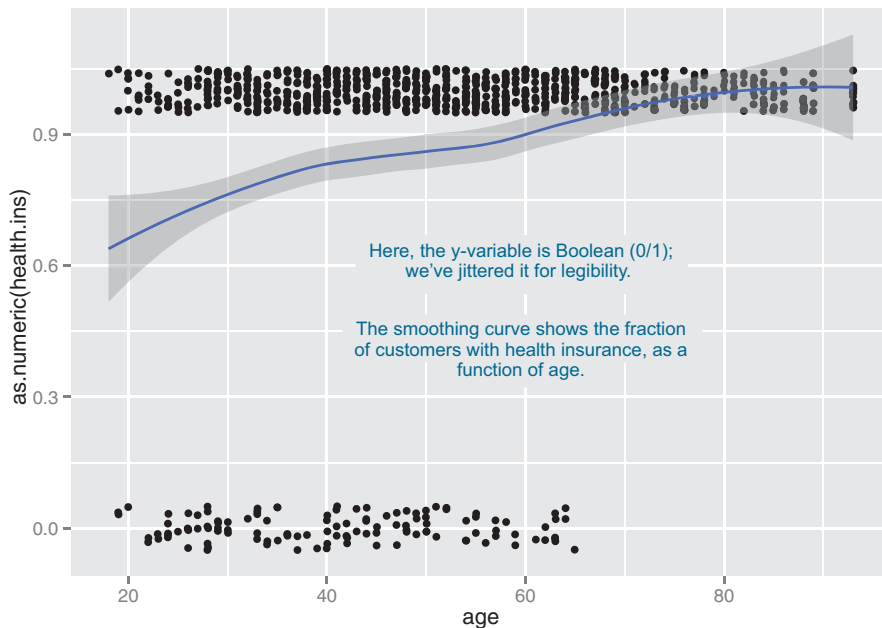 0.9
0.6
0.3
0.0
as.numeric(health.ins)
Here, the y-variable is Boolean (0/1);
we've jittered it for legibility.
The smoothing curve shows the fraction
of customers with health insurance, as a
function of age.
20
40
60
80
age